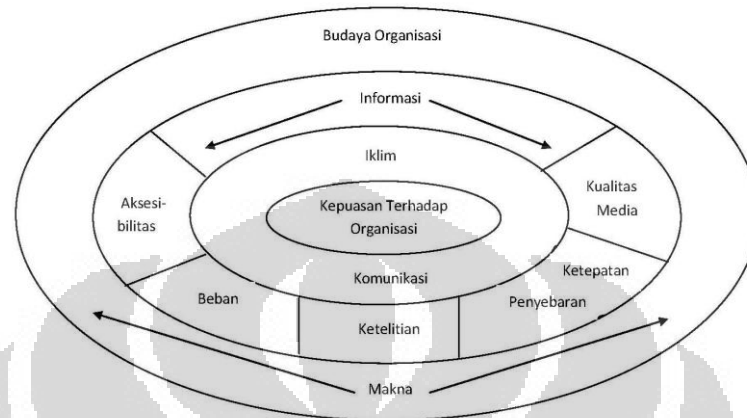 Budaya Organisasi
Informasi
Iklim
Aksesi-
bilitas
Kualitas
Media
Kepuasan Terhadap
Organisasi
Komunikasi
Ketepatan
Penyebaran
Beban
Ketelitian
Makna